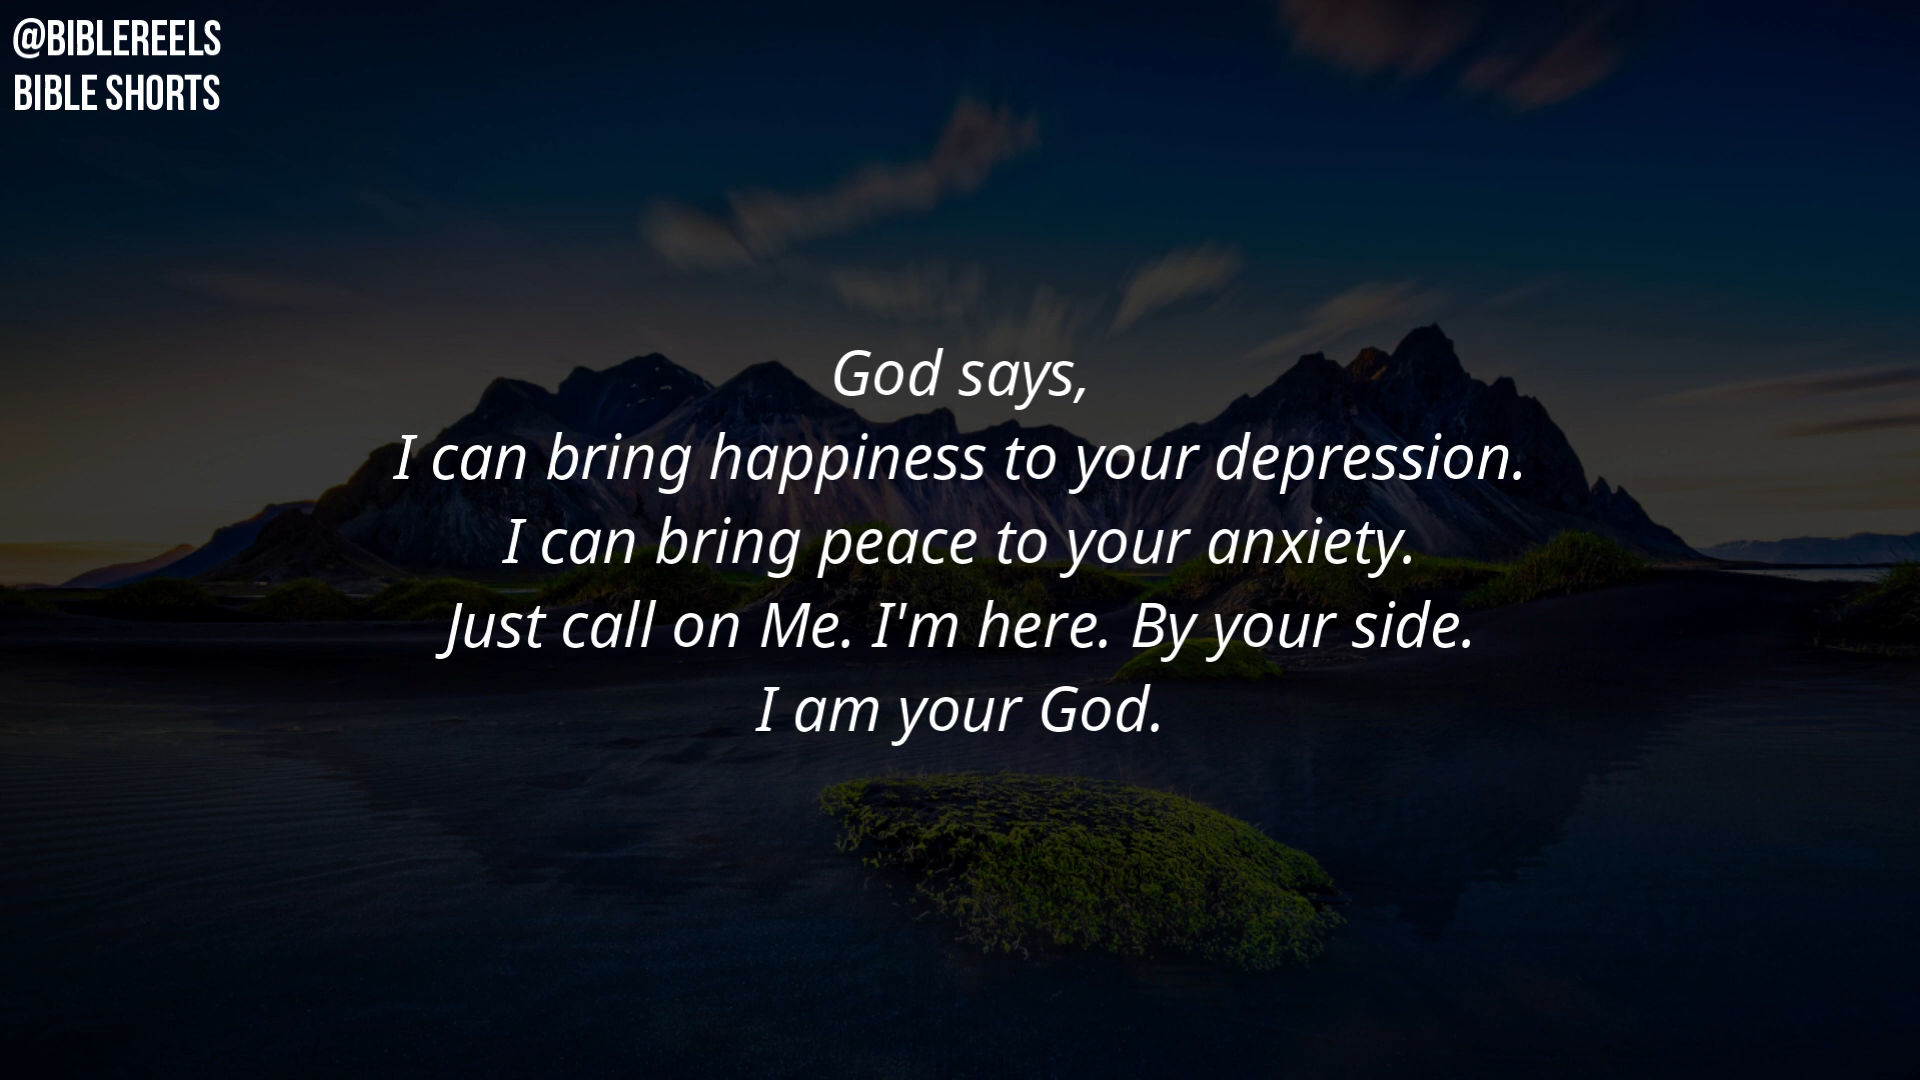 @BIBLEREELS
BIBLE SHORTS
God says,
I can bring happiness to your depression.
I can bring peace to your anxiety.
Just call on Me. I'm here. By your side.
I am your God.